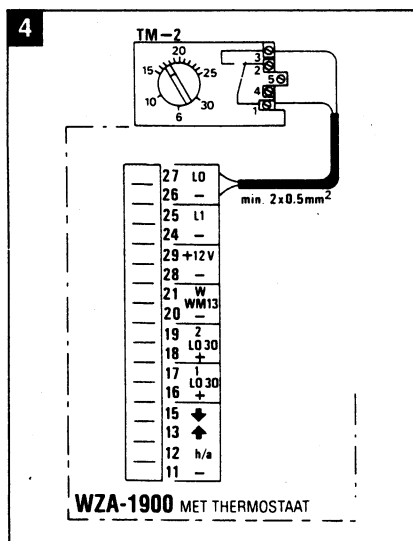 4
TM-2
20
15
25
10
30
6
3
2
5
4
1
27 L0
26 –
min. 2x0.5mm²
25 L1
24 –
29 +12V
28 –
21 W
WM13
20 –
19 2
L0 30
18 +
17 1
L0 30
16 +
15 ⬇
13 ⬆
12 h/a
11 –
WZA-1900 MET THERMOSTAAT